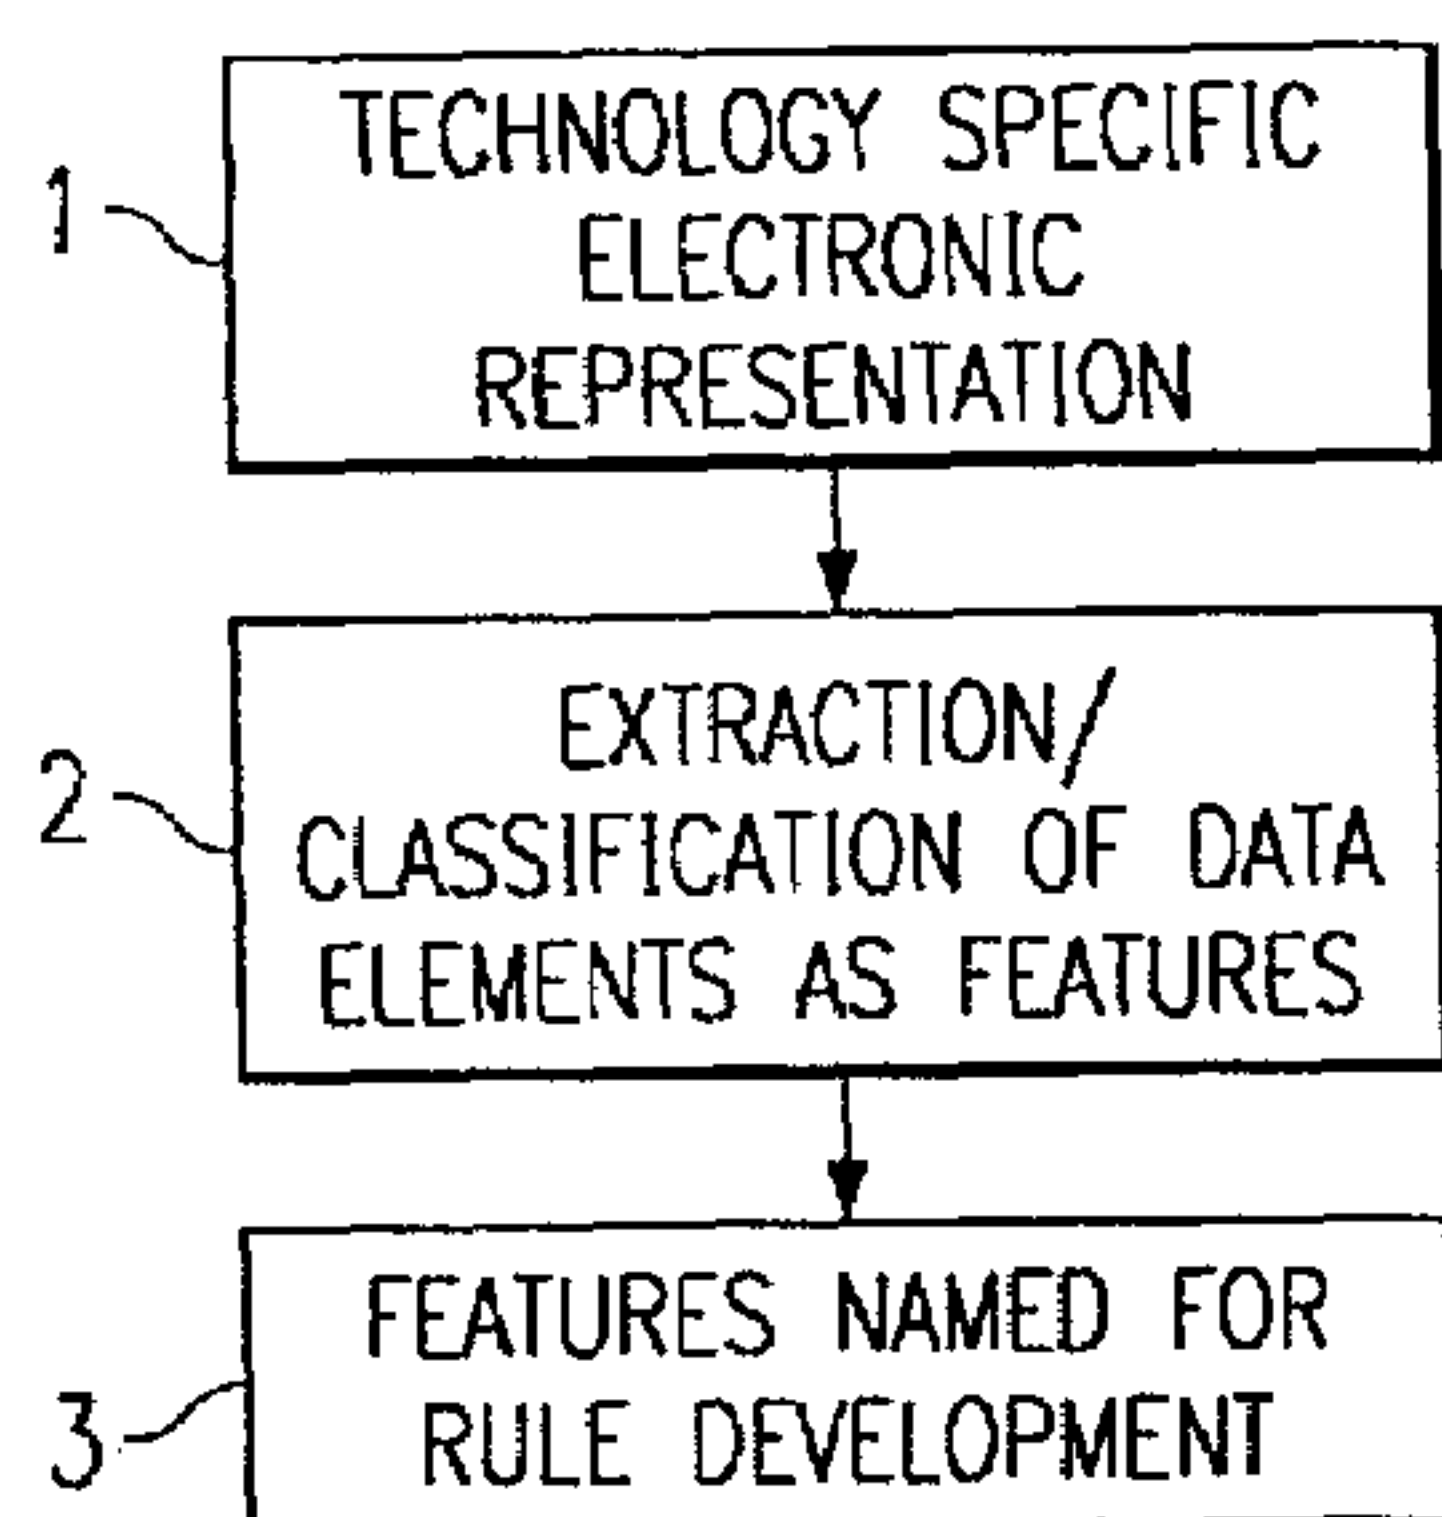 1
TECHNOLOGY SPECIFIC
ELECTRONIC
REPRESENTATION
2
EXTRACTION/
CLASSIFICATION OF DATA
ELEMENTS AS FEATURES
3
FEATURES NAMED FOR
RULE DEVELOPMENT